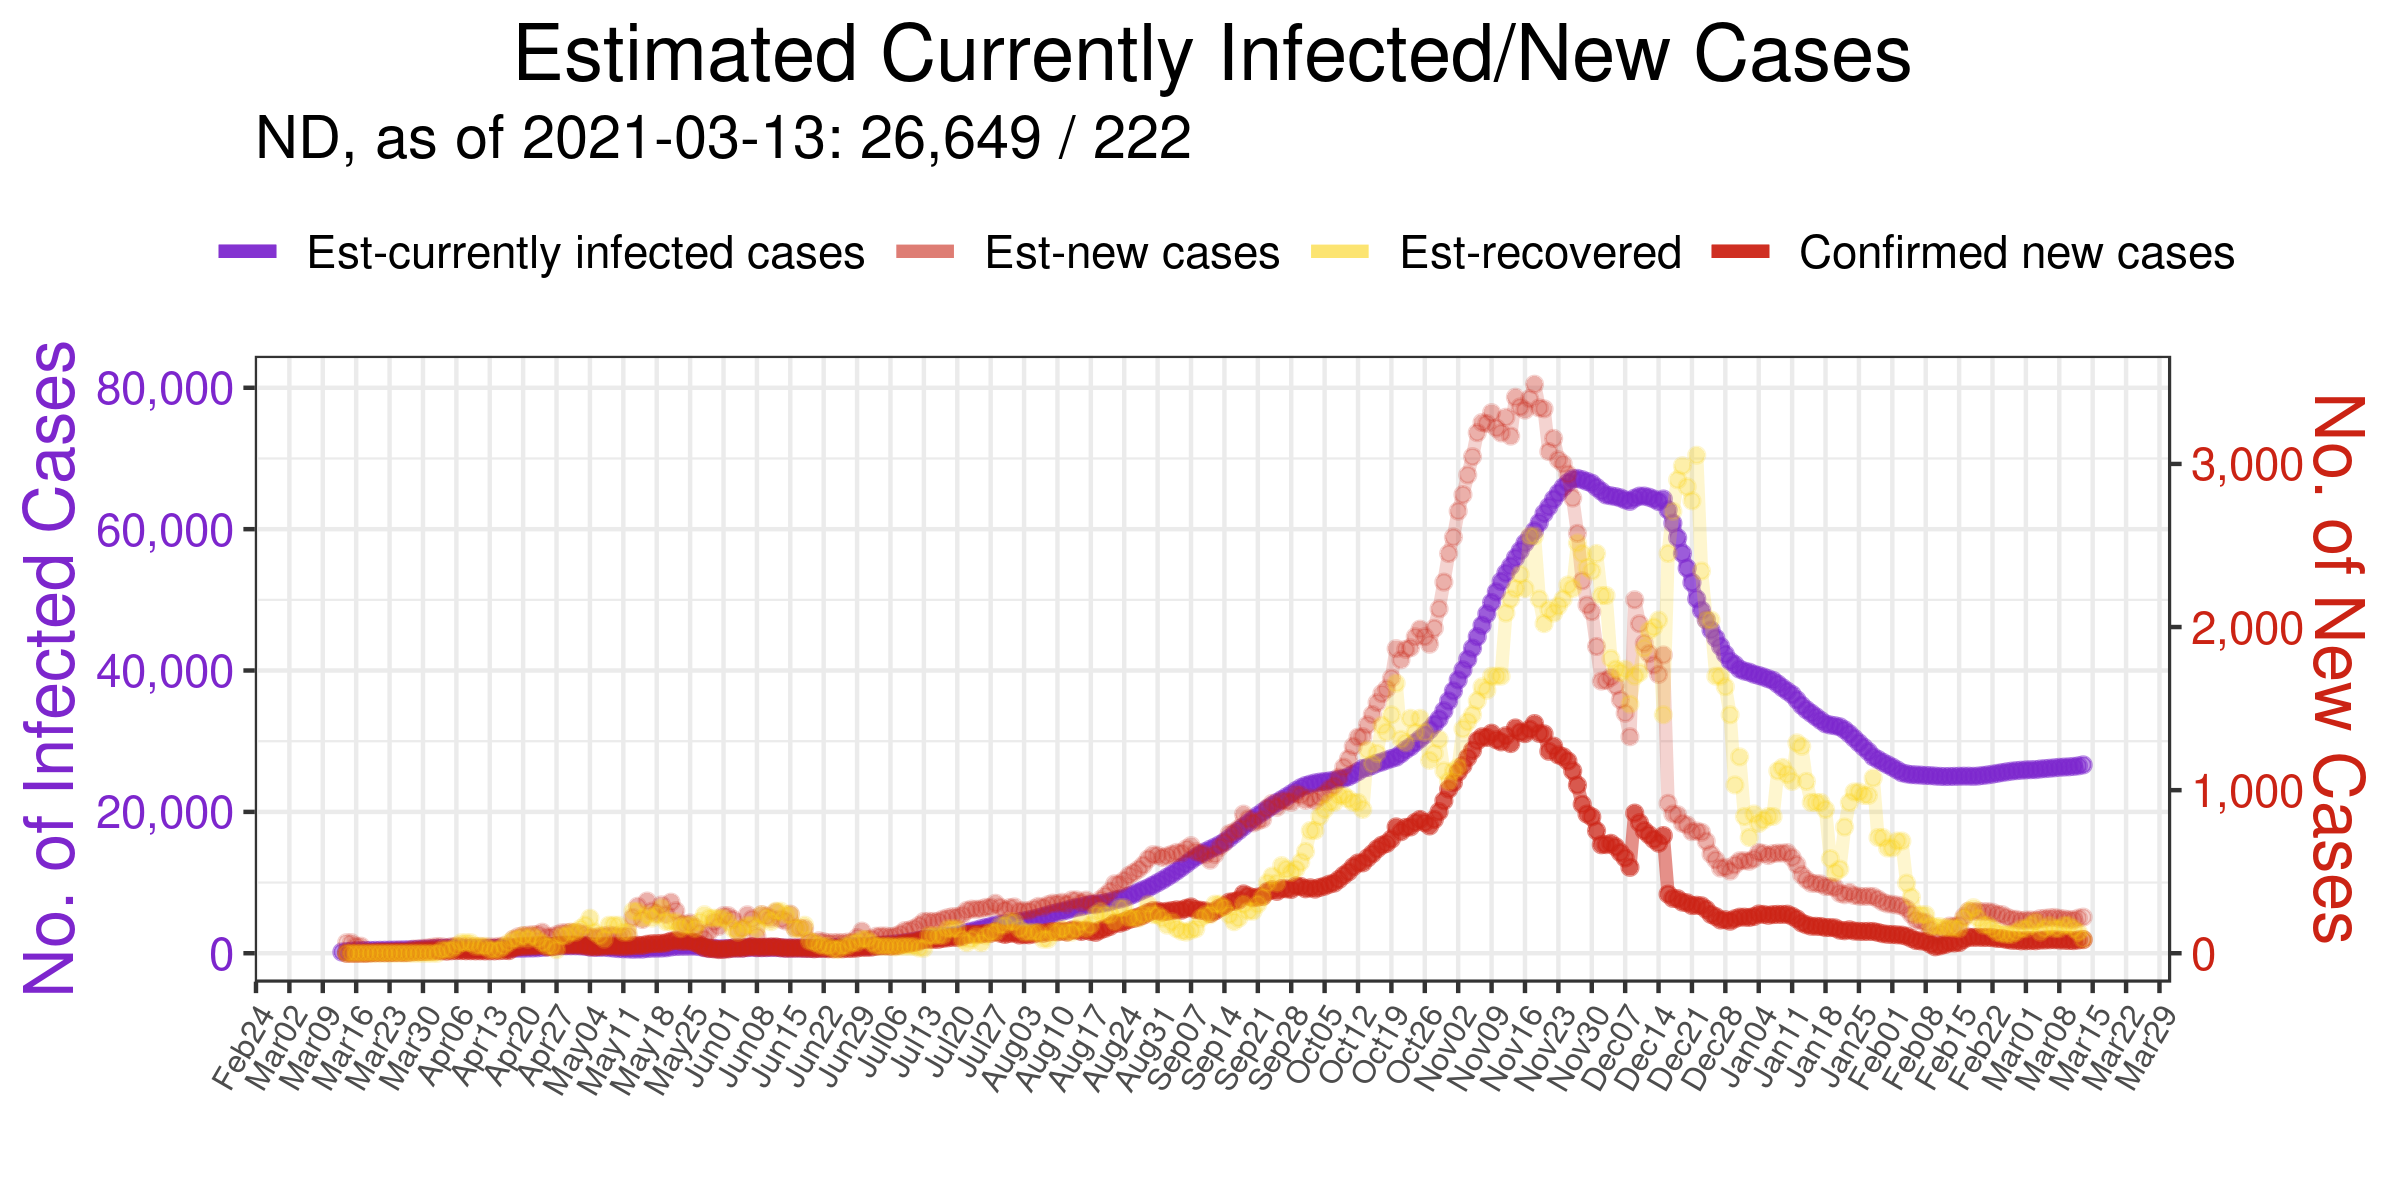 Estimated Currently Infected/New Cases
ND, as of 2021-03-13: 26,649 / 222
Est-currently infected cases Est-new cases Est-recovered Confirmed new cases
No. of Infected Cases
80,000
60,000
40,000
20,000
0
3,000
2,000
1,000
0
No. of New Cases
Feb24 Mar02 Mar09 Mar16 Mar23 Mar30 Apr06 Apr13 Apr20 Apr27 May04 May11 May18 May25 Jun01 Jun08 Jun15 Jun22 Jun29 Jul06 Jul13 Jul20 Jul27 Aug03 Aug10 Aug17 Aug24 Aug31 Sep07 Sep14 Sep21 Sep28 Oct05 Oct12 Oct19 Oct26 Nov02 Nov09 Nov16 Nov23 Nov30 Dec07 Dec14 Dec21 Dec28 Jan04 Jan11 Jan18 Jan25 Feb01 Feb08 Feb15 Feb22 Mar01 Mar08 Mar15 Mar22 Mar29